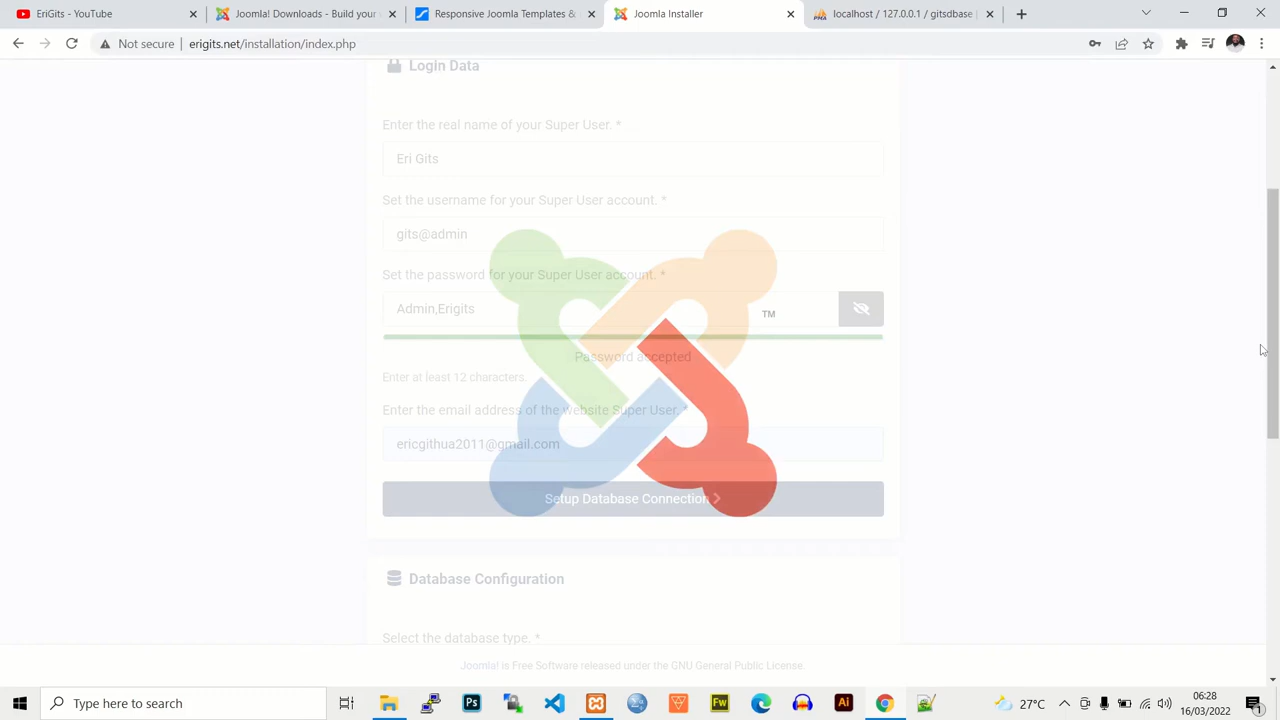 EriGits - YouTube
Joomla! Downloads - Build your
Responsive Joomla Templates &
Joomla Installer
localhost / 127.0.0.1 / gitsdbase |
Not secure
erigits.net/installation/index.php
Login Data
Enter the real name of your Super User. *
Eri Gits
Set the username for your Super User account. *
gits@admin
Set the password for your Super User account. *
Admin,Erigits
TM
Password accepted
Enter at least 12 characters.
Enter the email address of the website Super User. *
ericgithua2011@gmail.com
Setup Database Connection
Database Configuration
Select the database type. *
Joomla! is Free Software released under the GNU General Public License.
Type here to search
Ps
Fw
Ai
27°C
06:28
16/03/2022
1